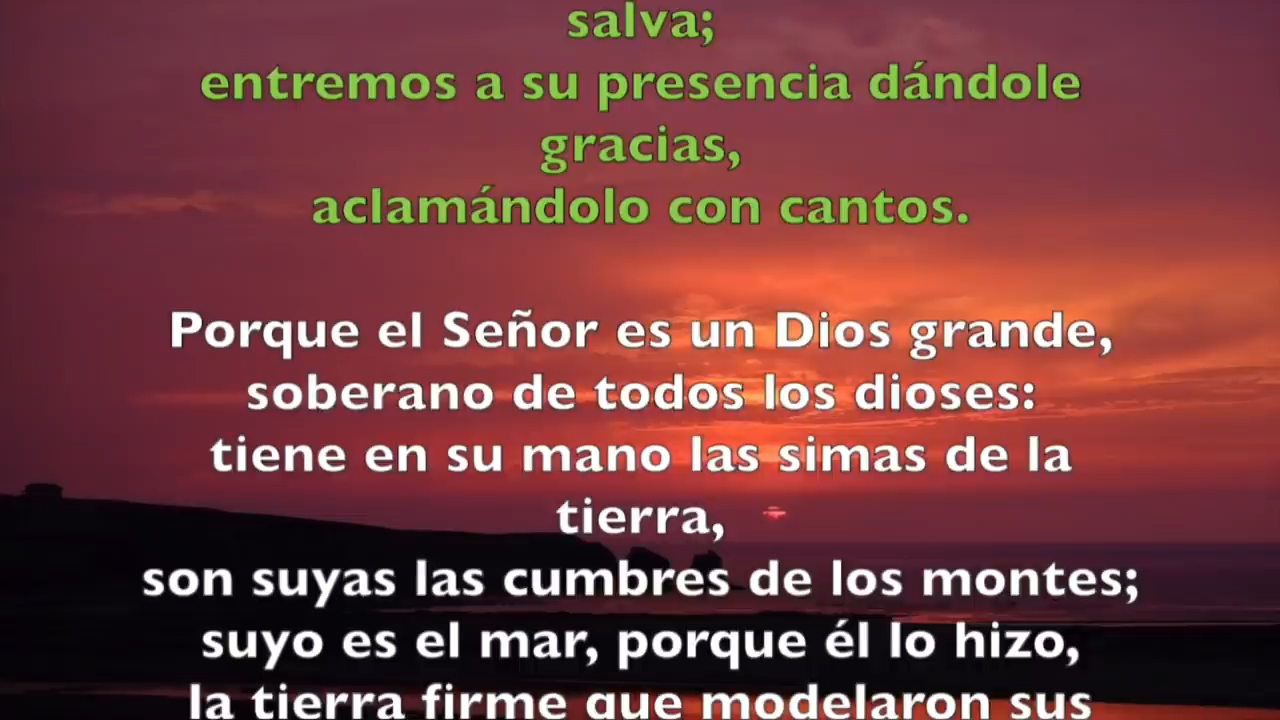 salva;
entremos a su presencia dándole
gracias,
aclamándolo con cantos.
Porque el Señor es un Dios grande,
soberano de todos los dioses:
tiene en su mano las simas de la
tierra,
son suyas las cumbres de los montes;
suyo es el mar, porque él lo hizo,
la tierra firme que modelaron sus